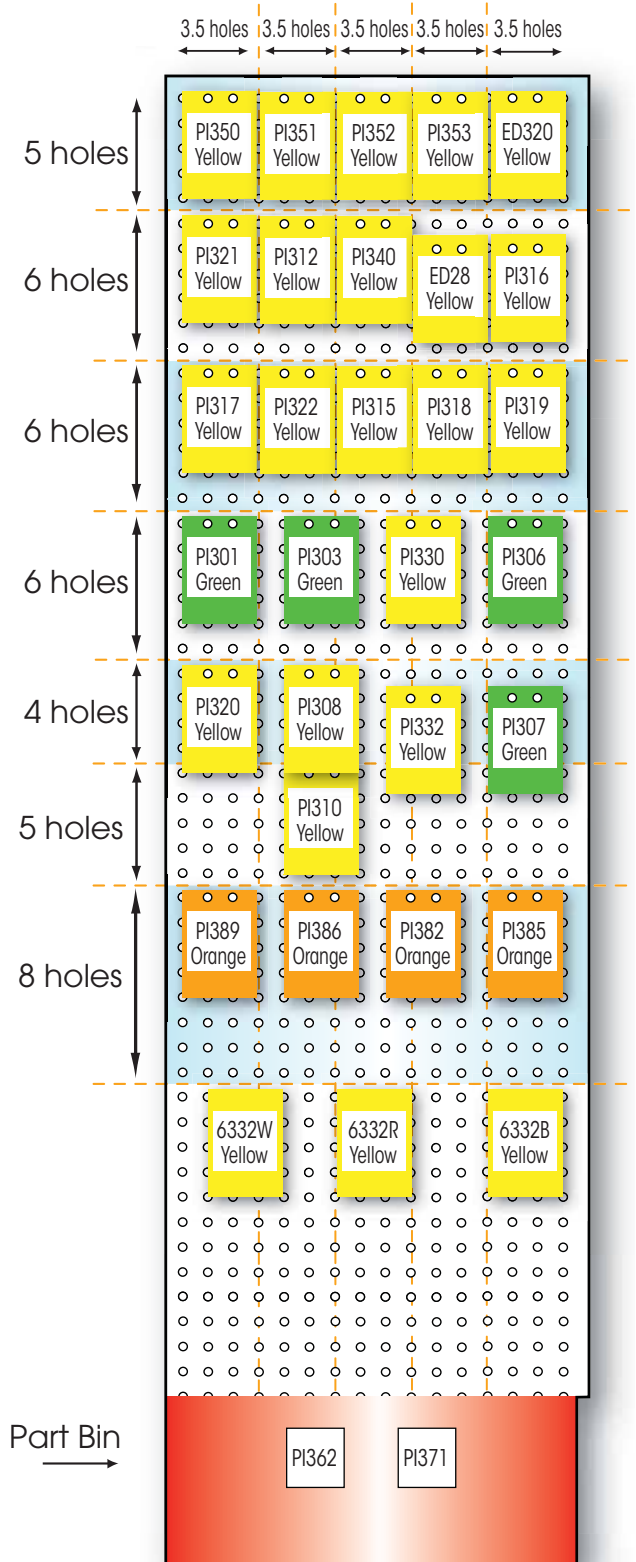 3.5 holes 3.5 holes 3.5 holes 3.5 holes 3.5 holes
5 holes
PI350 PI351 PI352 PI353 ED320
Yellow Yellow Yellow Yellow Yellow
6 holes
PI321 PI312 PI340
Yellow Yellow Yellow
ED28 PI316
Yellow Yellow
6 holes
PI317 PI322 PI315 PI318 PI319
Yellow Yellow Yellow Yellow Yellow
6 holes
PI301 PI303 PI330 PI306
Green Green Yellow Green
4 holes
PI320 PI308
Yellow Yellow
PI332 PI307
Yellow Green
5 holes
PI310
Yellow
8 holes
PI389 PI386 PI382 PI385
Orange Orange Orange Orange
6332W 6332R 6332B
Yellow Yellow Yellow
Part Bin
PI362 PI371